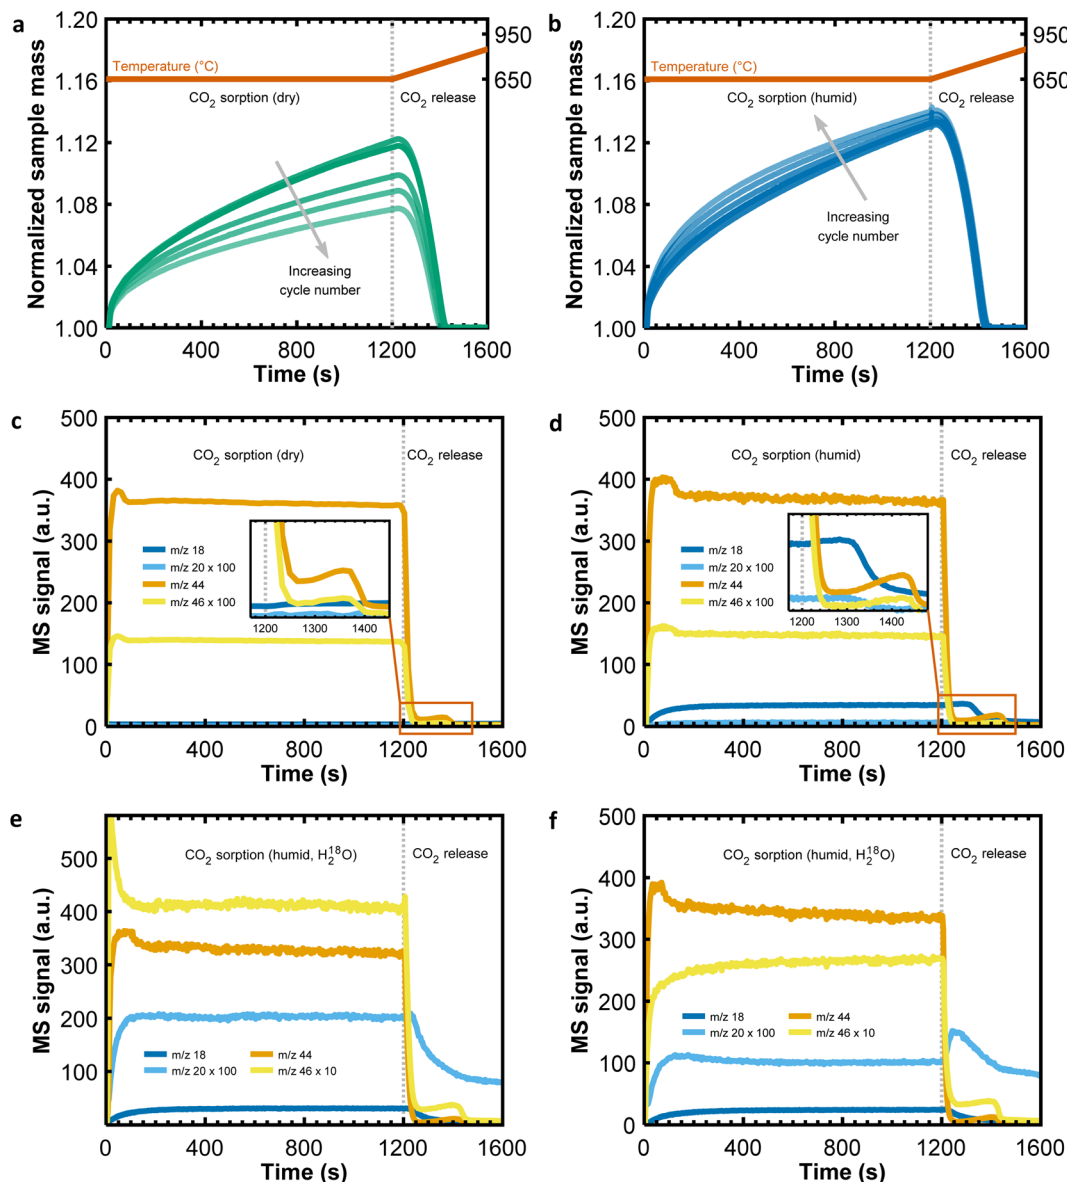 a
1.20
1.16
1.12
1.08
1.04
1.00
Normalized sample mass
950
650
Temperature (°C)
CO2 sorption (dry)
CO2 release
Increasing
cycle number
0 400 800 1200 1600
Time (s)
b
1.20
1.16
1.12
1.08
1.04
1.00
Normalized sample mass
950
650
Temperature (°C)
CO2 sorption (humid)
CO2 release
Increasing
cycle number
0 400 800 1200 1600
Time (s)
c
500
400
300
200
100
0
MS signal (a.u.)
CO2 sorption (dry)
CO2 release
m/z 18
m/z 20 x 100
m/z 44
m/z 46 x 100
1200 1300 1400
0 400 800 1200 1600
Time (s)
d
500
400
300
200
100
0
MS signal (a.u.)
CO2 sorption (humid)
CO2 release
m/z 18
m/z 20 x 100
m/z 44
m/z 46 x 100
1200 1300 1400
0 400 800 1200 1600
Time (s)
e
500
400
300
200
100
MS signal (a.u.)
CO2 sorption (humid, H2^18O)
CO2 release
m/z 18 m/z 44
m/z 20 x 100 m/z 46 x 10
0 400 800 1200 1600
Time (s)
f
500
400
300
200
100
0
MS signal (a.u.)
CO2 sorption (humid, H2^18O)
CO2 release
m/z 18 m/z 44
m/z 20 x 100 m/z 46 x 10
0 400 800 1200 1600
Time (s)